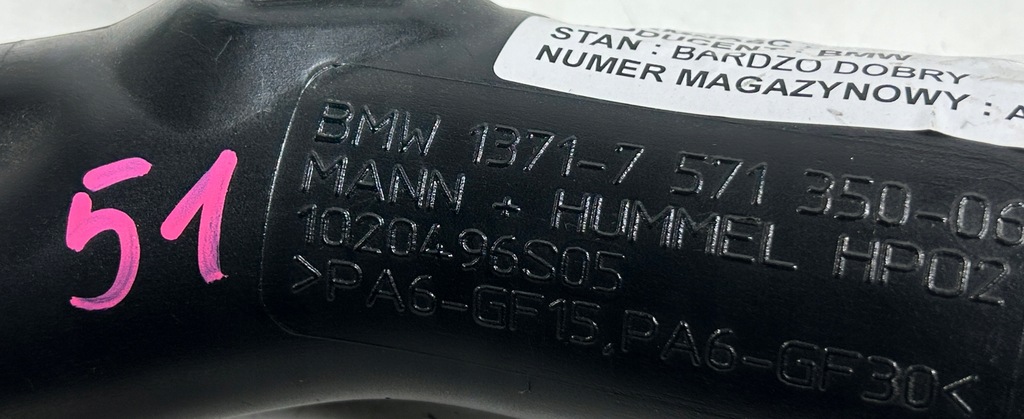 : BMW
STAN : BARDZO DOBRY
NUMER MAGAZYNOWY : A
51
BMW 1371-7 571 350-06
MANN + HUMMEL HP02
1020496S05
>PA6-GF15,PA6-GF30<